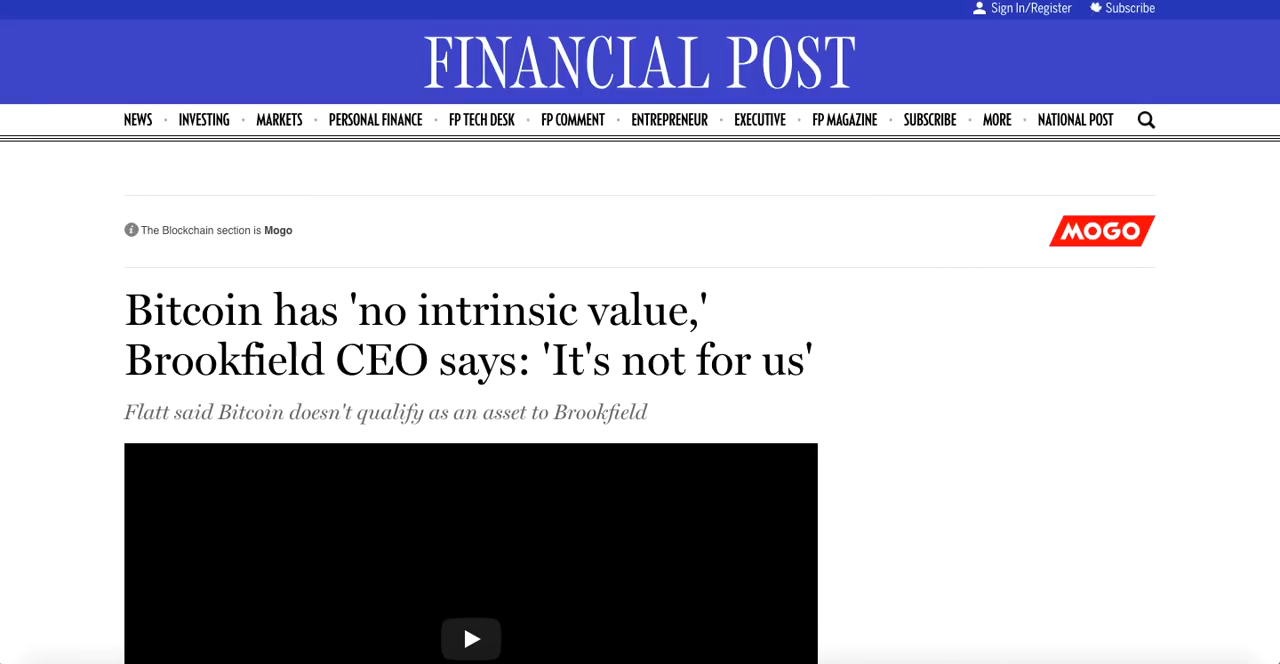 Sign In/Register Subscribe
FINANCIAL POST
NEWS • INVESTING • MARKETS • PERSONAL FINANCE • FP TECH DESK • FP COMMENT • ENTREPRENEUR • EXECUTIVE • FP MAGAZINE • SUBSCRIBE • MORE • NATIONAL POST
i The Blockchain section is Mogo
MOGO
Bitcoin has 'no intrinsic value,'
Brookfield CEO says: 'It's not for us'
Flatt said Bitcoin doesn't qualify as an asset to Brookfield